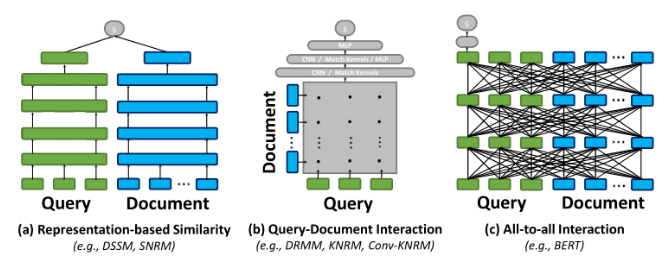 S
Query
Document
(a) Representation-based Similarity
(e.g., DSSM, SNRM)
S
MLP
CNN / Match Kernels / MLP
CNN / Match Kernels
Document
Query
(b) Query-Document Interaction
(e.g., DRMM, KNRM, Conv-KNRM)
S
Query
Document
(c) All-to-all Interaction
(e.g., BERT)